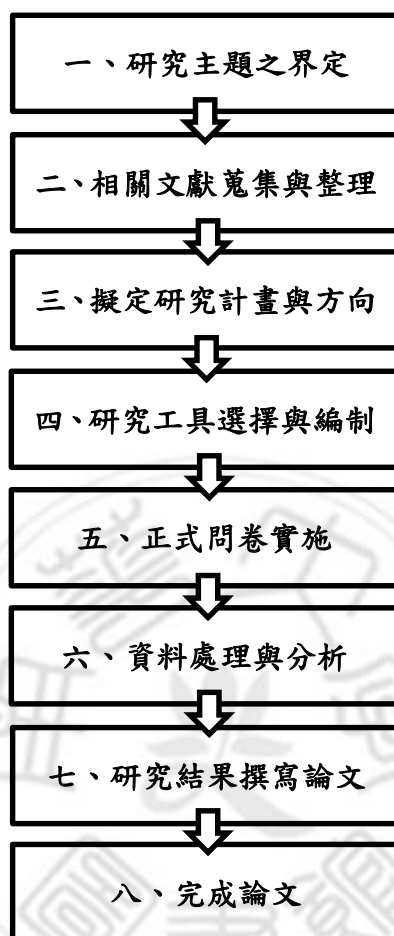 一、研究主題之界定
二、相關文獻蒐集與整理
三、擬定研究計畫與方向
四、研究工具選擇與編制
五、正式問卷實施
六、資料處理與分析
七、研究結果撰寫論文
八、完成論文